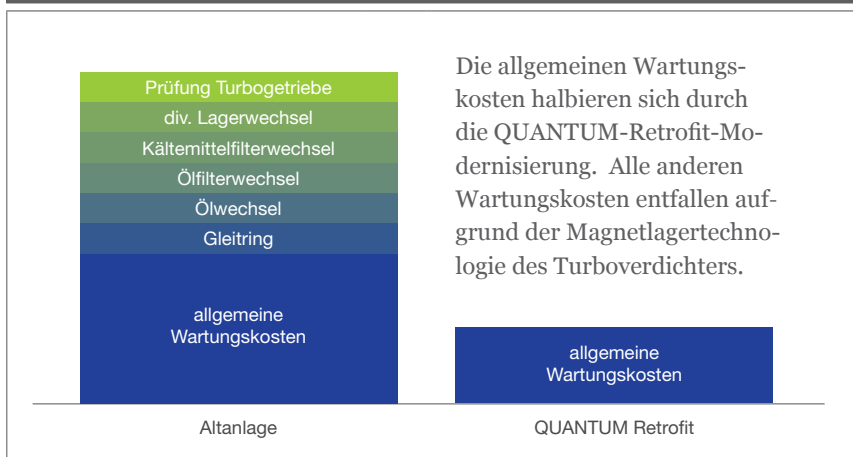 Prüfung Turbogetriebe
div. Lagerwechsel
Kältemittelfilterwechsel
Ölfilterwechsel
Ölwechsel
Gleitring
allgemeine
Wartungskosten
Altanlage
Die allgemeinen Wartungs-
kosten halbieren sich durch
die QUANTUM-Retrofit-Mo-
dernisierung.  Alle anderen
Wartungskosten entfallen auf-
grund der Magnetlagertechno-
logie des Turboverdichters.
allgemeine
Wartungskosten
QUANTUM Retrofit